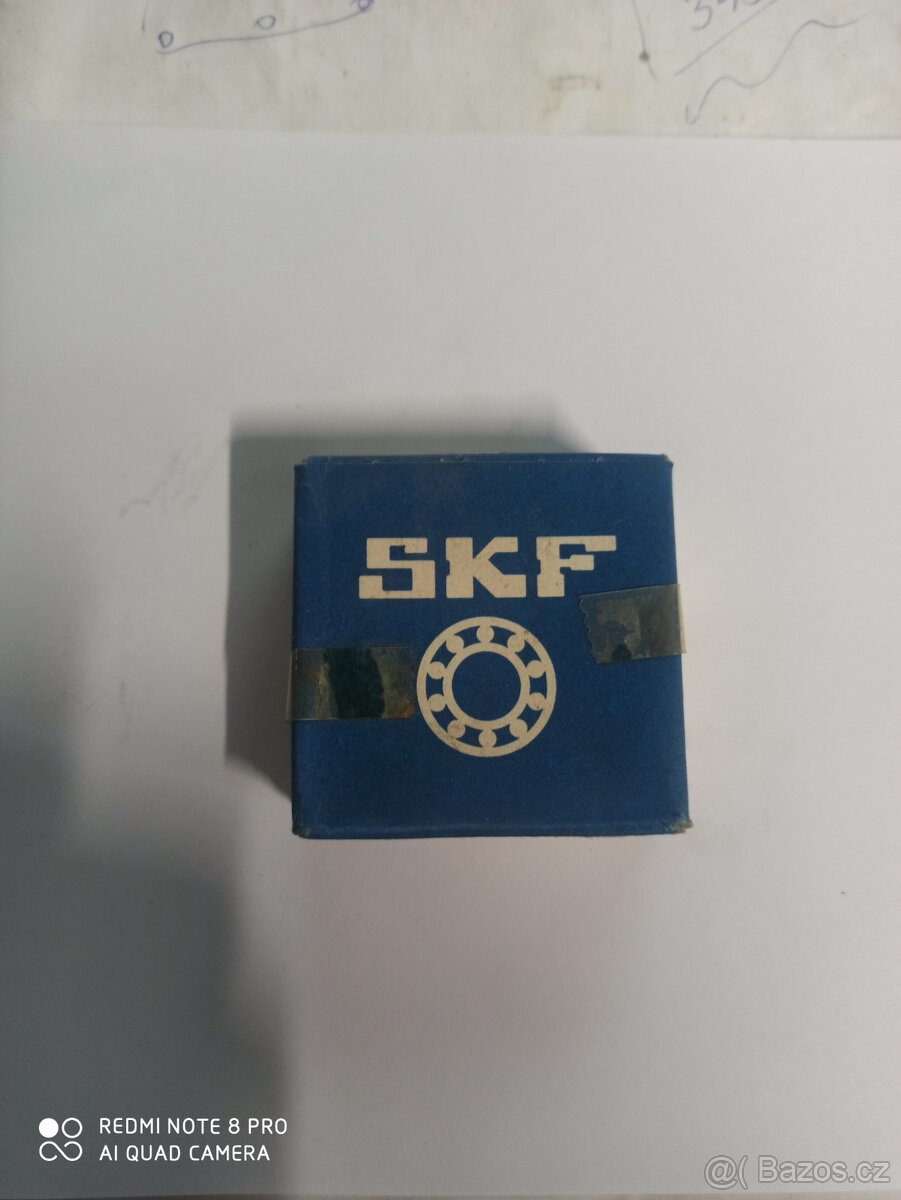 SKF
REDMI NOTE 8 PRO
AI QUAD CAMERA
@( Bazos.cz